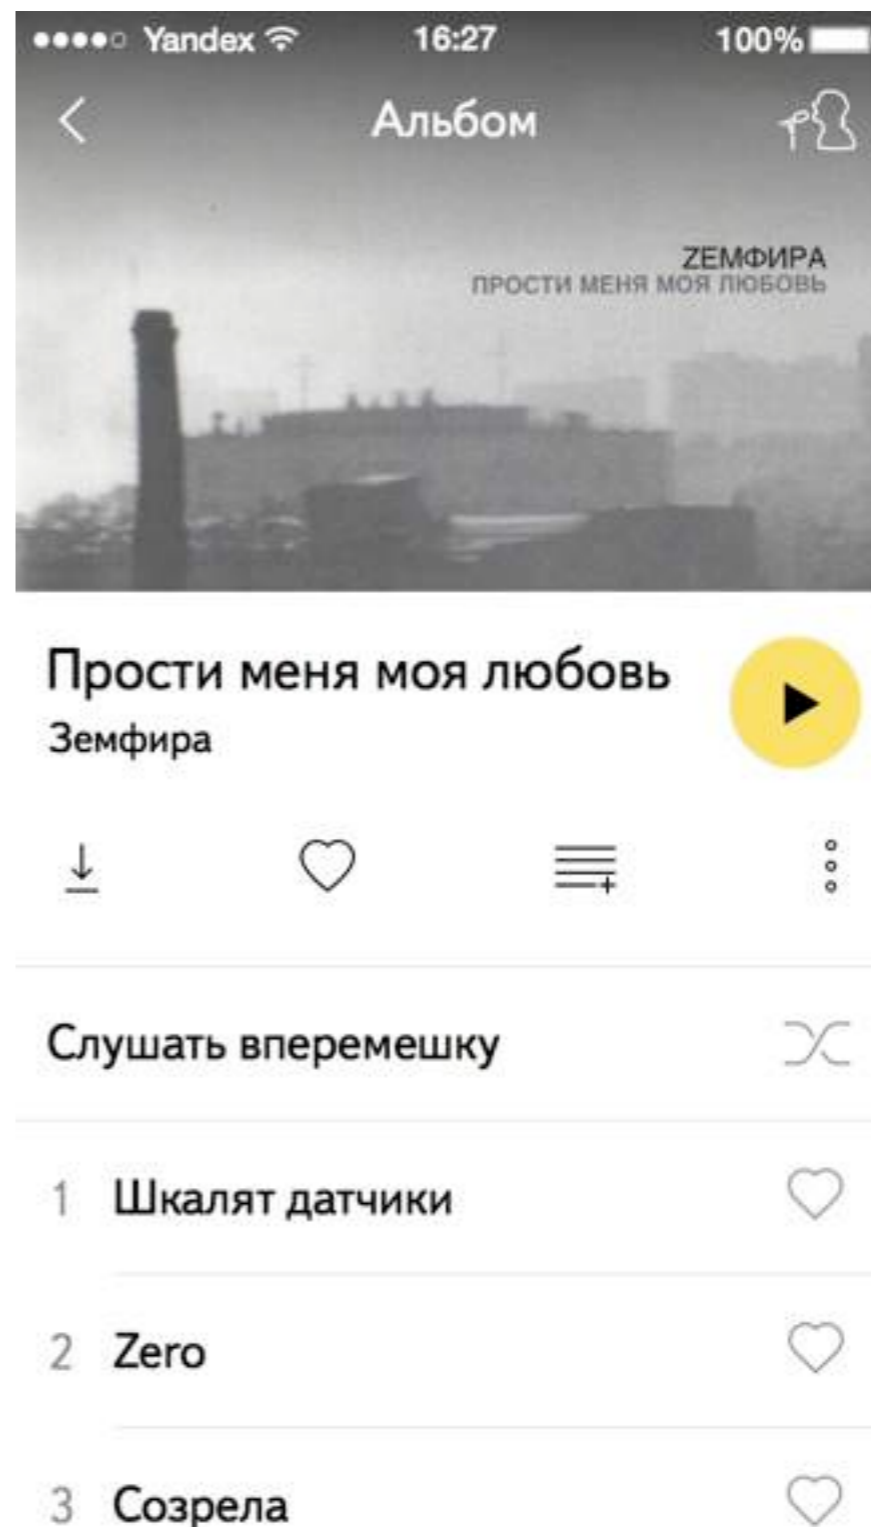 Yandex 16:27 100%
Альбом
ZЕМФИРА
ПРОСТИ МЕНЯ МОЯ ЛЮБОВЬ
Прости меня моя любовь
Земфира
Слушать вперемешку
1 Шкалят датчики
2 Zero
3 Созрела